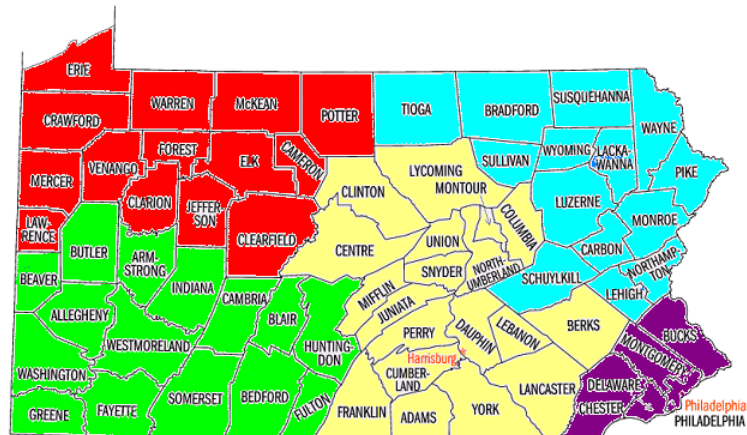 ERIE
WARREN
McKEAN
POTTER
TIOGA
BRADFORD
SUSQUEHANNA
WAYNE
CRAWFORD
FOREST
ELK
CAMERON
SULLIVAN
WYOMING
LACKA-
WANNA
PIKE
MERCER
VENANGO
CLARION
JEFFER
SON
CLINTON
LYCOMING
MONTOUR
COLUMBIA
LUZERNE
MONROE
LAW-
RENCE
BUTLER
ARM-
STRONG
CLEARFIELD
CENTRE
UNION
SNYDER
NORTH-
UMBERLAND
CARBON
NORTHAMP-
TON
SCHUYLKILL
LEHIGH
BEAVER
INDIANA
CAMBRIA
BLAIR
MIFFLIN
JUNIATA
ALLEGHENY
WESTMORELAND
HUNTING-
DON
PERRY
DAUPHIN
LEBANON
BERKS
BUCKS
MONTGOMERY
Harrisburg
CUMBER-
LAND
WASHINGTON
SOMERSET
BEDFORD
FULTON
LANCASTER
DELAWARE
CHESTER
GREENE
FAYETTE
FRANKLIN
ADAMS
YORK
Philadelphia
PHILADELPHIA